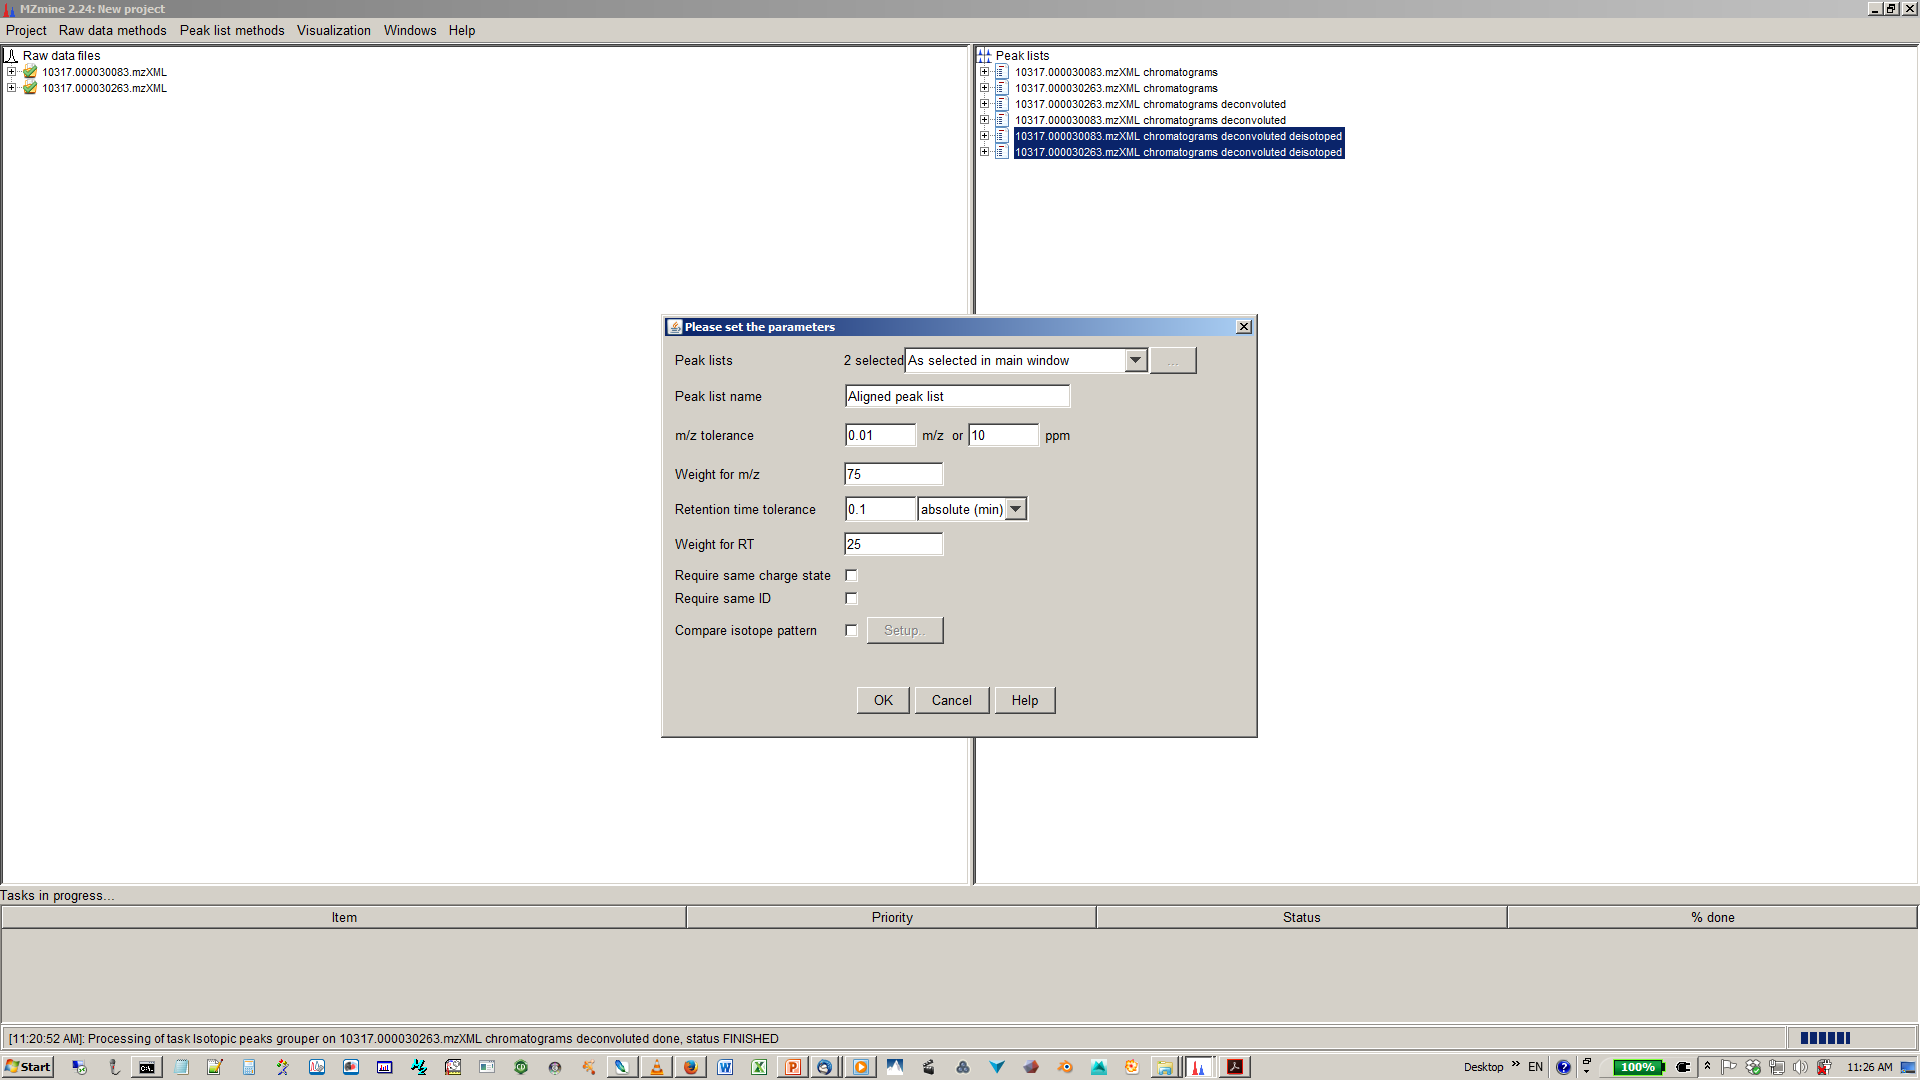 MZmine 2.24: New project
Project Raw data methods Peak list methods Visualization Windows Help
Raw data files
10317.000030083.mzXML
10317.000030263.mzXML
Peak lists
10317.000030083.mzXML chromatograms
10317.000030263.mzXML chromatograms
10317.000030263.mzXML chromatograms deconvoluted
10317.000030083.mzXML chromatograms deconvoluted
10317.000030083.mzXML chromatograms deconvoluted deisotoped
10317.000030263.mzXML chromatograms deconvoluted deisotoped
Please set the parameters
Peak lists 2 selected As selected in main window ...
Peak list name Aligned peak list
m/z tolerance 0.01 m/z or 10 ppm
Weight for m/z 75
Retention time tolerance 0.1 absolute (min)
Weight for RT 25
Require same charge state
Require same ID
Compare isotope pattern Setup..
OK Cancel Help
Tasks in progress...
Item Priority Status % done
[11:20:52 AM]: Processing of task Isotopic peaks grouper on 10317.000030263.mzXML chromatograms deconvoluted done, status FINISHED
Start Desktop » EN 100% 11:26 AM